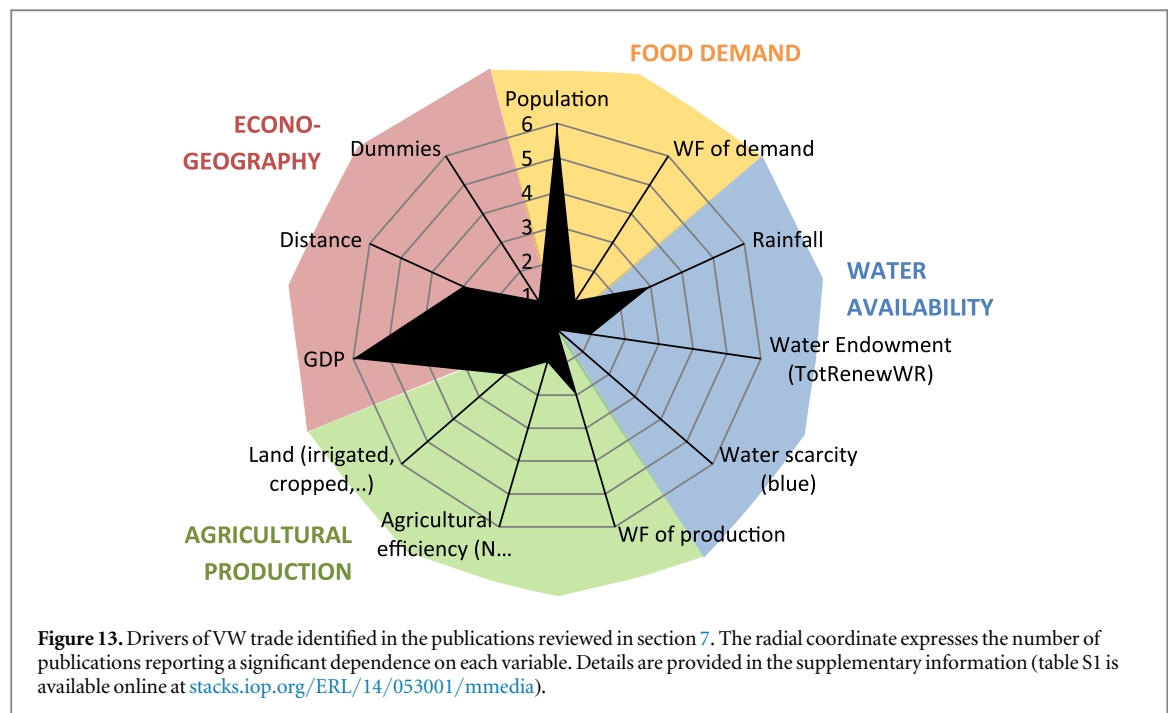 FOOD DEMAND
Population
ECONO-
GEOGRAPHY
6
5
4
3
2
1
Dummies
WF of demand
Distance
Rainfall
WATER
AVAILABILITY
GDP
Water Endowment
(TotRenewWR)
Land (irrigated,
cropped,..)
Water scarcity
(blue)
AGRICULTURAL
PRODUCTION
Agricultural
efficiency (N...
WF of production
Figure 13. Drivers of VW trade identified in the publications reviewed in section 7. The radial coordinate expresses the number of
publications reporting a significant dependence on each variable. Details are provided in the supplementary information (table S1 is
available online at stacks.iop.org/ERL/14/053001/mmedia).